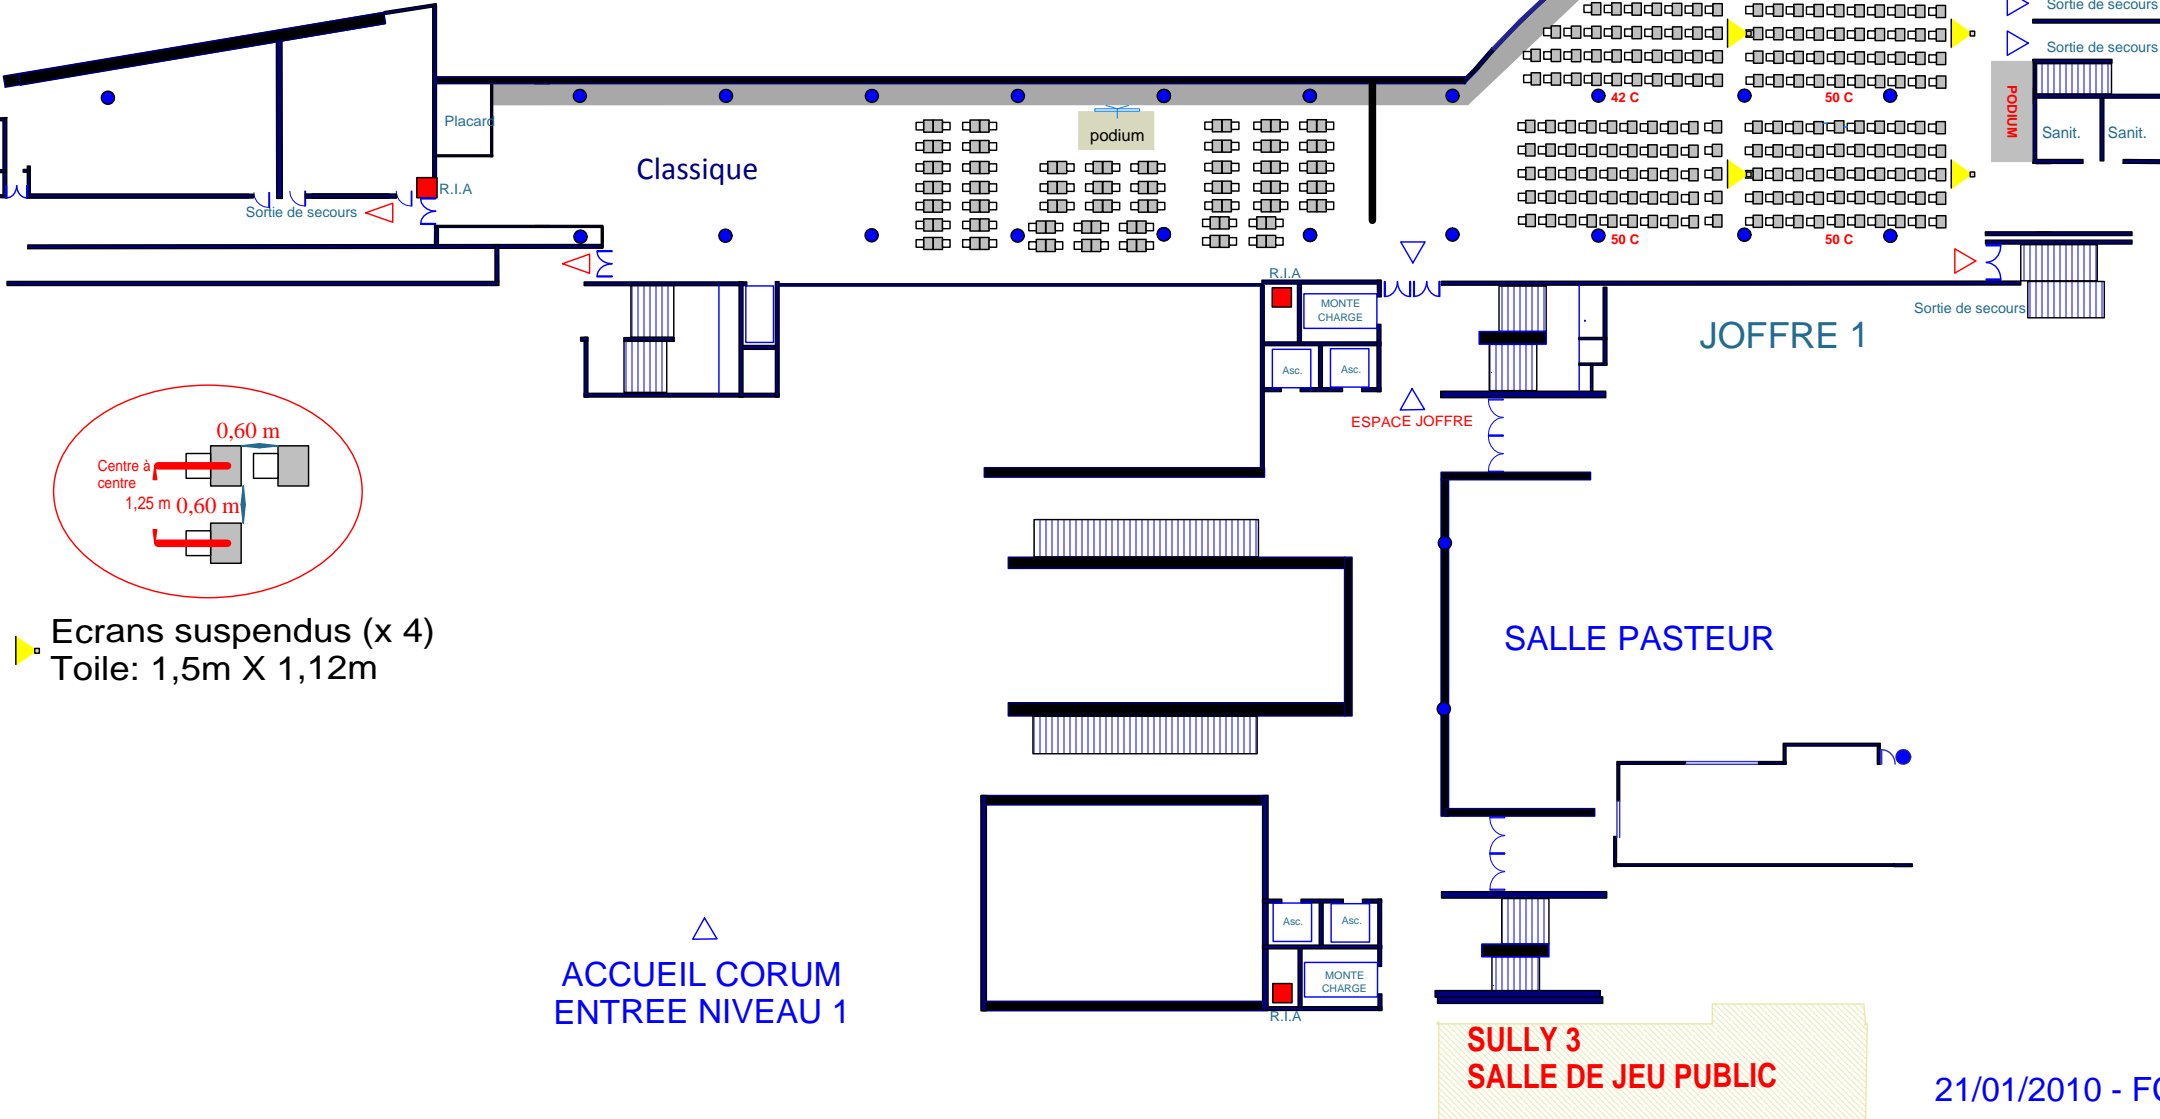 Sortie de secours
Sortie de secours
PODIUM
Sanit.
Sanit.
42 C
50 C
Placard
podium
Classique
R.I.A
Sortie de secours
50 C
50 C
R.I.A
MONTE
CHARGE
Sortie de secours
JOFFRE 1
Asc.
Asc.
ESPACE JOFFRE
0,60 m
Centre à
centre
1,25 m
0,60 m
Ecrans suspendus (x 4)
Toile: 1,5m X 1,12m
SALLE PASTEUR
Asc.
Asc.
ACCUEIL CORUM
ENTREE NIVEAU 1
MONTE
CHARGE
R.I.A
SULLY 3
SALLE DE JEU PUBLIC
21/01/2010 -